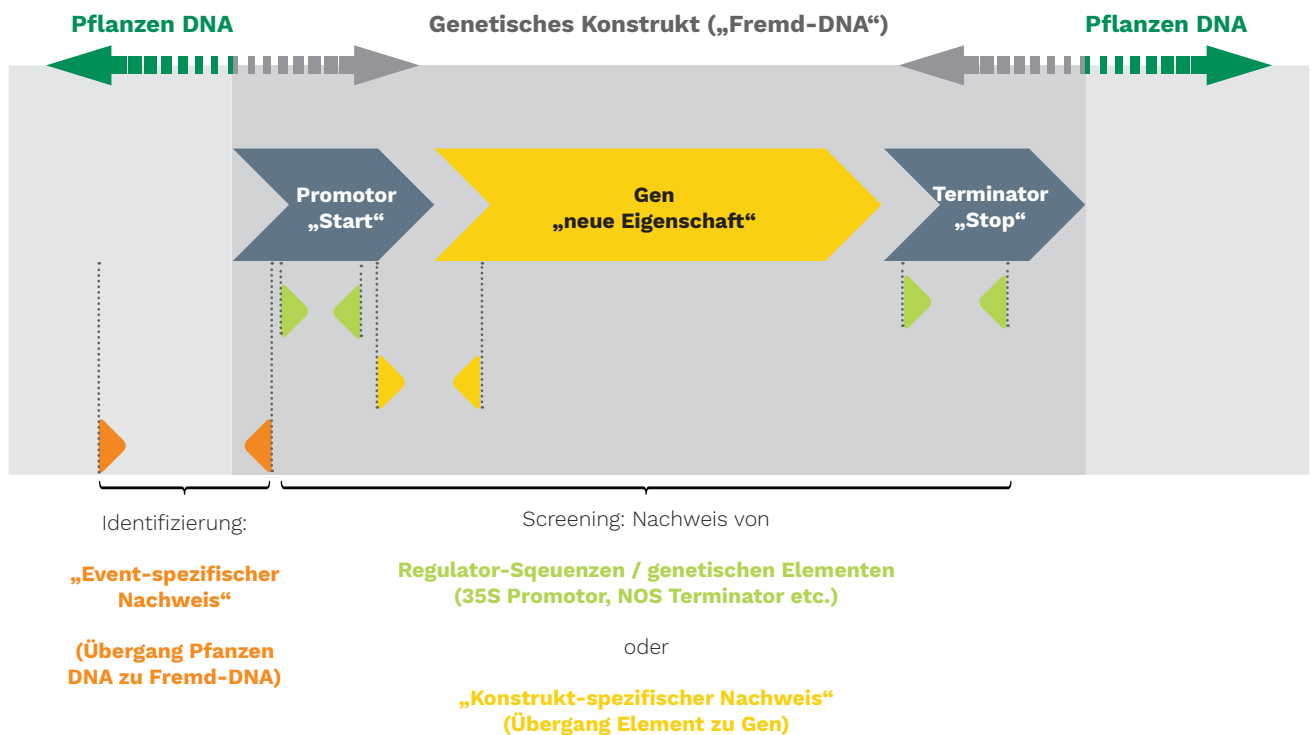 Pflanzen DNA
Genetisches Konstrukt („Fremd-DNA“)
Pflanzen DNA
Promotor
„Start“
Gen
„neue Eigenschaft“
Terminator
„Stop“
Identifizierung:
„Event-spezifischer
Nachweis“
(Übergang Pfanzen
DNA zu Fremd-DNA)
Screening: Nachweis von
Regulator-Sqeuenzen / genetischen Elementen
(35S Promotor, NOS Terminator etc.)
oder
„Konstrukt-spezifischer Nachweis“
(Übergang Element zu Gen)